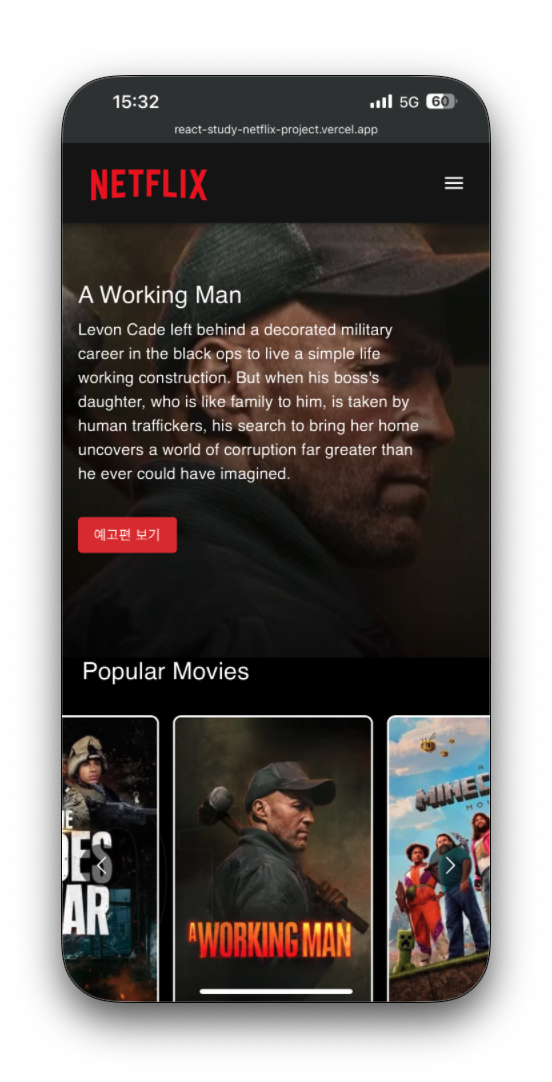 15:32
5G 60
react-study-netflix-project.vercel.app
NETFLIX
A Working Man
Levon Cade left behind a decorated military
career in the black ops to live a simple life
working construction. But when his boss's
daughter, who is like family to him, is taken by
human traffickers, his search to bring her home
uncovers a world of corruption far greater than
he ever could have imagined.
예고편 보기
Popular Movies
A WORKING MAN